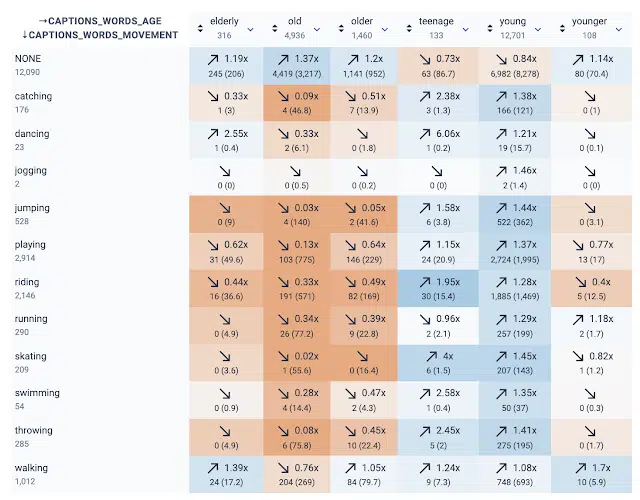 →CAPTIONS_WORDS_AGE elderly old older teenage young younger
↓CAPTIONS_WORDS_MOVEMENT 316 4,936 1,460 133 12,701 108
NONE 1.19x 1.37x 1.2x 0.73x 0.84x 1.14x
12,090 245 (206) 4,419 (3,217) 1,141 (952) 63 (86.7) 6,982 (8,278) 80 (70.4)
catching 0.33x 0.09x 0.51x 2.38x 1.38x
176 1 (3) 4 (46.8) 7 (13.9) 3 (1.3) 166 (121) 0 (1)
dancing 2.55x 0.33x 6.06x 1.21x
23 1 (0.4) 2 (6.1) 0 (1.8) 1 (0.2) 19 (15.7) 0 (0.1)
jogging 1.46x
2 0 (0) 0 (0.5) 0 (0.2) 0 (0) 2 (1.4) 0 (0)
jumping 0.03x 0.05x 1.58x 1.44x
528 0 (9) 4 (140) 2 (41.6) 6 (3.8) 522 (362) 0 (3.1)
playing 0.62x 0.13x 0.64x 1.15x 1.37x 0.77x
2,914 31 (49.6) 103 (775) 146 (229) 24 (20.9) 2,724 (1,995) 13 (17)
riding 0.44x 0.33x 0.49x 1.95x 1.28x 0.4x
2,146 16 (36.6) 191 (571) 82 (169) 30 (15.4) 1,885 (1,469) 5 (12.5)
running 0.34x 0.39x 0.96x 1.29x 1.18x
290 0 (4.9) 26 (77.2) 9 (22.8) 2 (2.1) 257 (199) 2 (1.7)
skating 0.02x 4x 1.45x 0.82x
209 0 (3.6) 1 (55.6) 0 (16.4) 6 (1.5) 207 (143) 1 (1.2)
swimming 0.28x 0.47x 2.58x 1.35x
54 0 (0.9) 4 (14.4) 2 (4.3) 1 (0.4) 50 (37) 0 (0.3)
throwing 0.08x 0.45x 2.45x 1.41x
285 0 (4.9) 6 (75.8) 10 (22.4) 5 (2) 275 (195) 0 (1.7)
walking 1.39x 0.76x 1.05x 1.24x 1.08x 1.7x
1,012 24 (17.2) 204 (269) 84 (79.7) 9 (7.3) 748 (693) 10 (5.9)